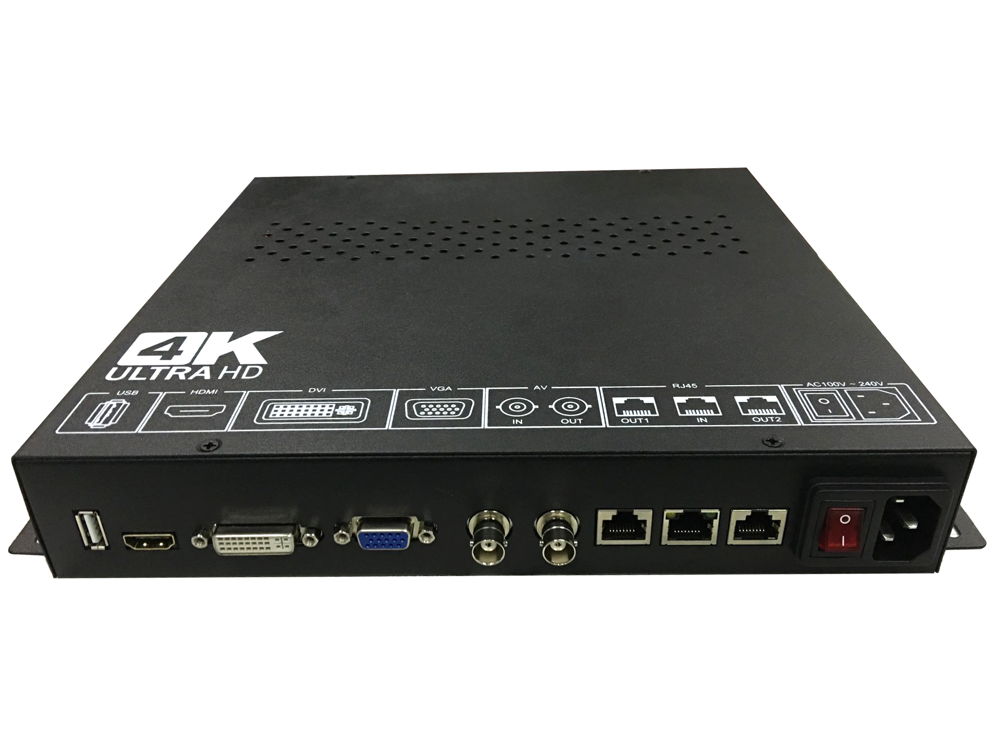 4K
ULTRA HD
USB HDMI DVI VGA AV RJ45 AC100V ~ 240V
IN OUT OUT1 IN OUT2